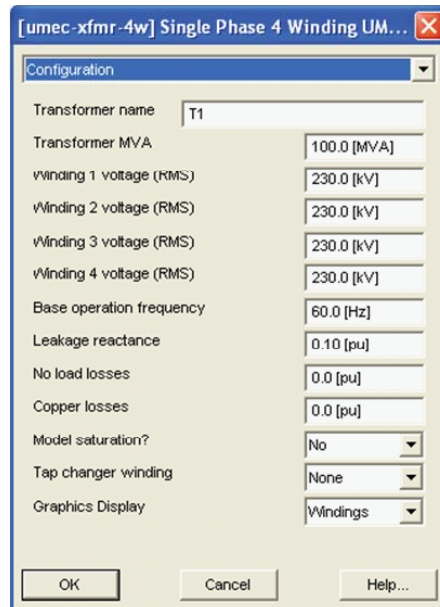 [umec-xfmr-4w] Single Phase 4 Winding UM...
Configuration
Transformer name T1
Transformer MVA 100.0 [MVA]
Winding 1 voltage (RMS) 230.0 [kV]
Winding 2 voltage (RMS) 230.0 [kV]
Winding 3 voltage (RMS) 230.0 [kV]
Winding 4 voltage (RMS) 230.0 [kV]
Base operation frequency 60.0 [Hz]
Leakage reactance 0.10 [pu]
No load losses 0.0 [pu]
Copper losses 0.0 [pu]
Model saturation? No
Tap changer winding None
Graphics Display Windings
OK Cancel Help...